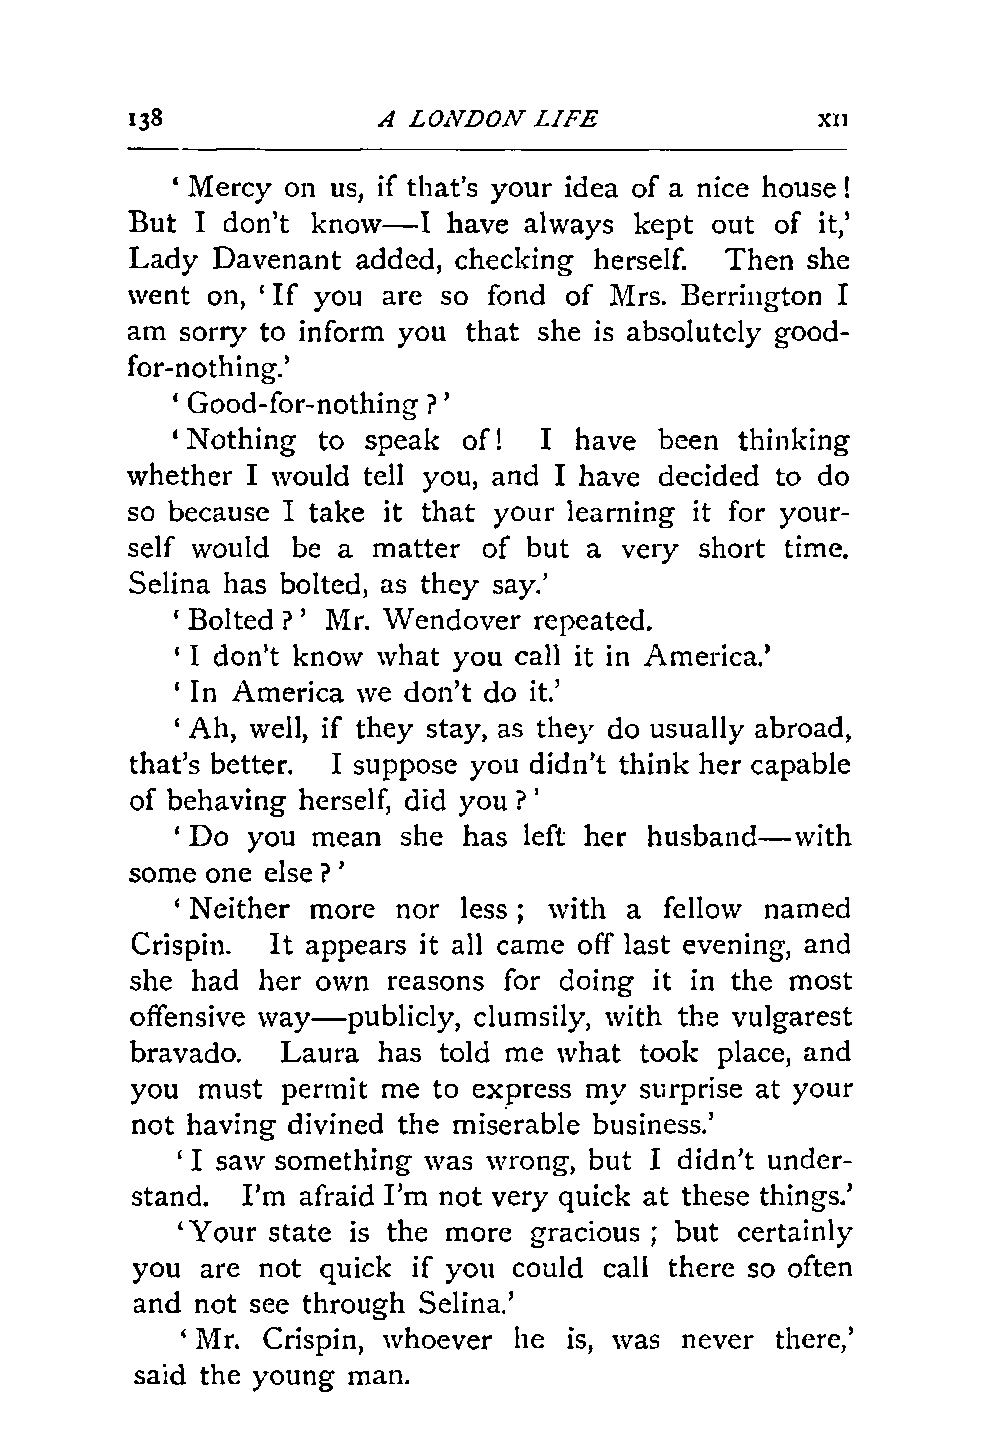 138 A LONDON LIFE XII
‘Mercy on us, if that’s your idea of a nice house!
But I don’t know—I have always kept out of it,’
Lady Davenant added, checking herself. Then she
went on, ‘If you are so fond of Mrs. Berrington I
am sorry to inform you that she is absolutely good-
for-nothing.’
‘Good-for-nothing?’
‘Nothing to speak of! I have been thinking
whether I would tell you, and I have decided to do
so because I take it that your learning it for your-
self would be a matter of but a very short time.
Selina has bolted, as they say.’
‘Bolted?’ Mr. Wendover repeated.
‘I don’t know what you call it in America.’
‘In America we don’t do it.’
‘Ah, well, if they stay, as they do usually abroad,
that’s better. I suppose you didn’t think her capable
of behaving herself, did you?’
‘Do you mean she has left her husband—with
some one else?’
‘Neither more nor less; with a fellow named
Crispin. It appears it all came off last evening, and
she had her own reasons for doing it in the most
offensive way—publicly, clumsily, with the vulgarest
bravado. Laura has told me what took place, and
you must permit me to express my surprise at your
not having divined the miserable business.’
‘I saw something was wrong, but I didn’t under-
stand. I’m afraid I’m not very quick at these things.’
‘Your state is the more gracious; but certainly
you are not quick if you could call there so often
and not see through Selina.’
‘Mr. Crispin, whoever he is, was never there,’
said the young man.